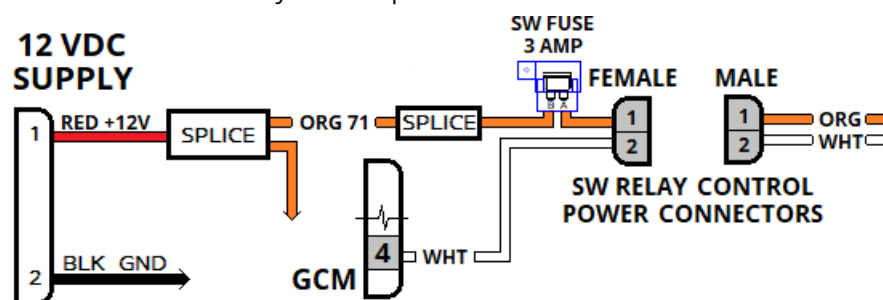 SW FUSE
3 AMP
12 VDC
SUPPLY
FEMALE
MALE
B A
1
RED +12V
SPLICE
ORG 71
SPLICE
1
2
1
2
ORG
WHT
SW RELAY CONTROL
POWER CONNECTORS
4
WHT
GCM
2
BLK GND